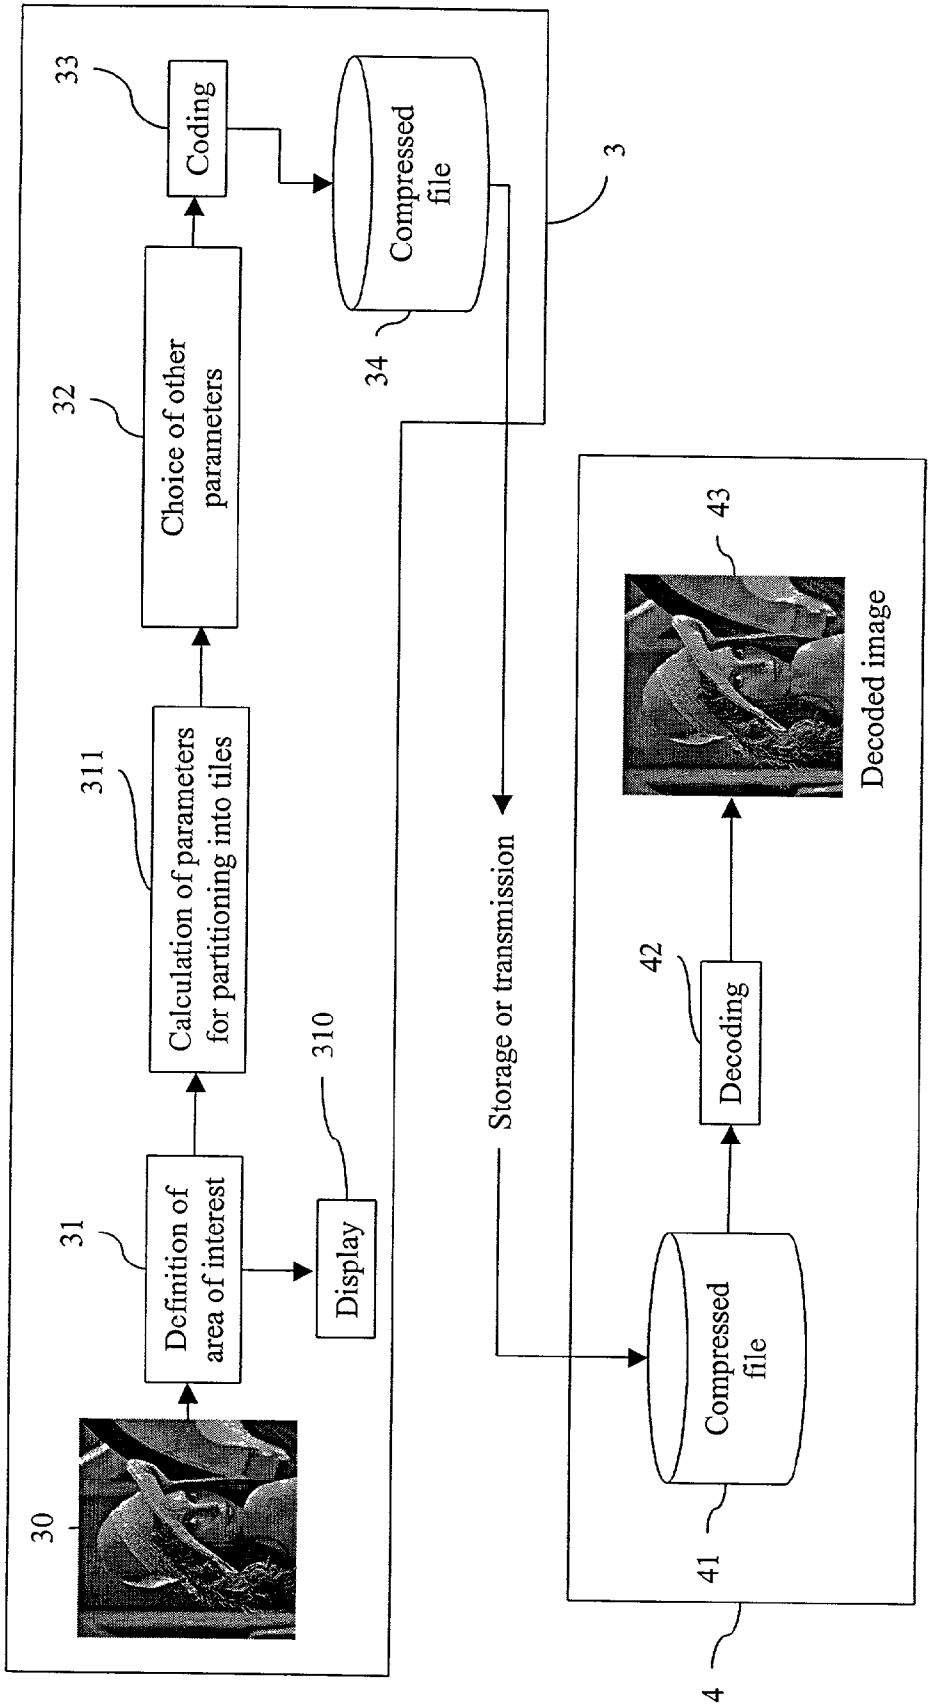 30
31
Definition of
area of interest
310
Display
311
Calculation of parameters
for partitioning into tiles
32
Choice of other
parameters
33
Coding
34
Compressed
file
3
Storage or transmission
4
41
Compressed
file
42
Decoding
43
Decoded image